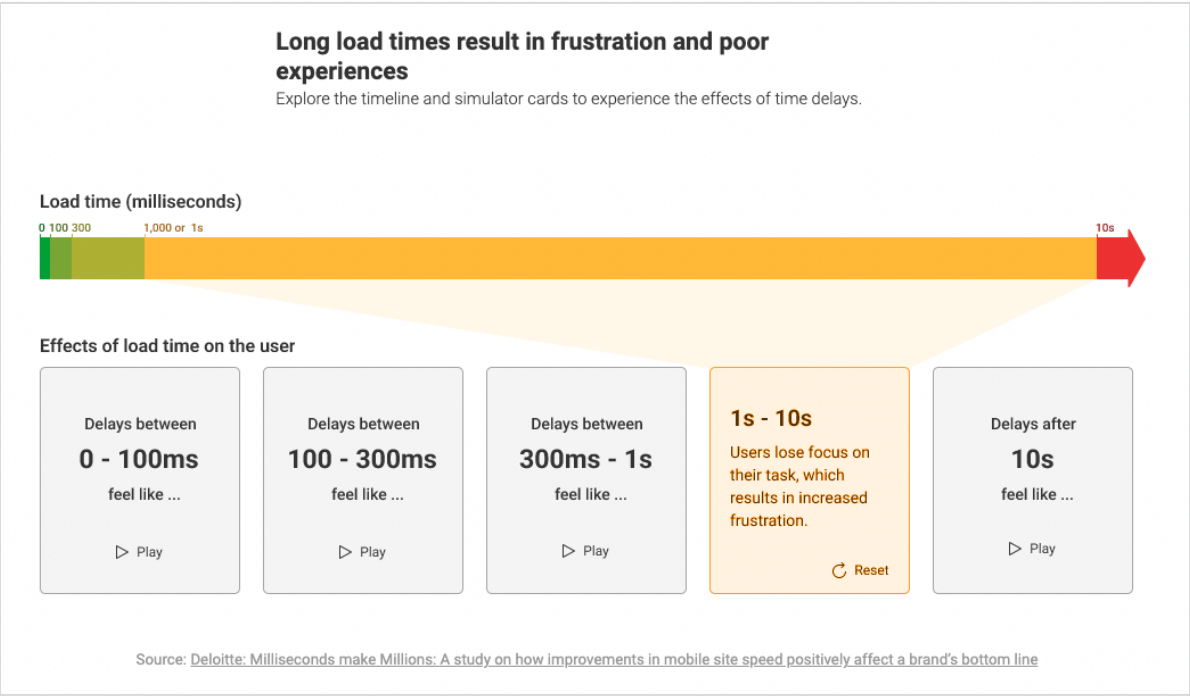 Long load times result in frustration and poor
experiences
Explore the timeline and simulator cards to experience the effects of time delays.
Load time (milliseconds)
0 100 300 1,000 or 1s 10s
Effects of load time on the user
Delays between
0 - 100ms
feel like ...
Play
Delays between
100 - 300ms
feel like ...
Play
Delays between
300ms - 1s
feel like ...
Play
1s - 10s
Users lose focus on
their task, which
results in increased
frustration.
Reset
Delays after
10s
feel like ...
Play
Source: Deloitte: Milliseconds make Millions: A study on how improvements in mobile site speed positively affect a brand's bottom line